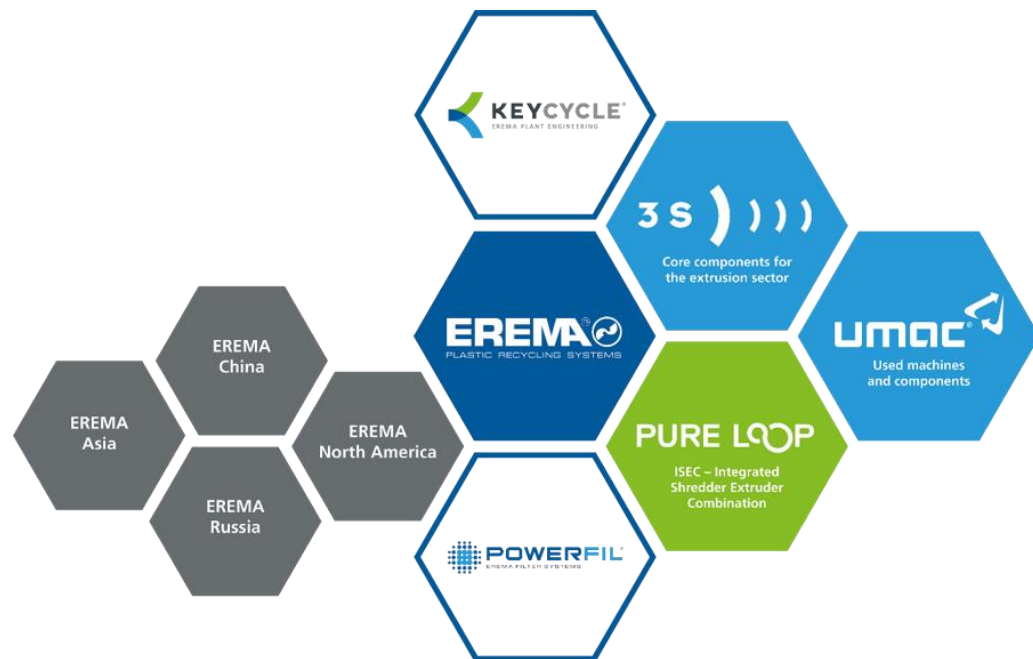 KEYCYCLE®
EREMA PLANT ENGINEERING
3 S
Core components for
the extrusion sector
EREMA®
PLASTIC RECYCLING SYSTEMS
umac®
Used machines
and components
EREMA
China
EREMA
Asia
EREMA
North America
EREMA
Russia
PURE LOOP
ISEC – Integrated
Shredder Extruder
Combination
POWERFIL®
EREMA FILTER SYSTEMS